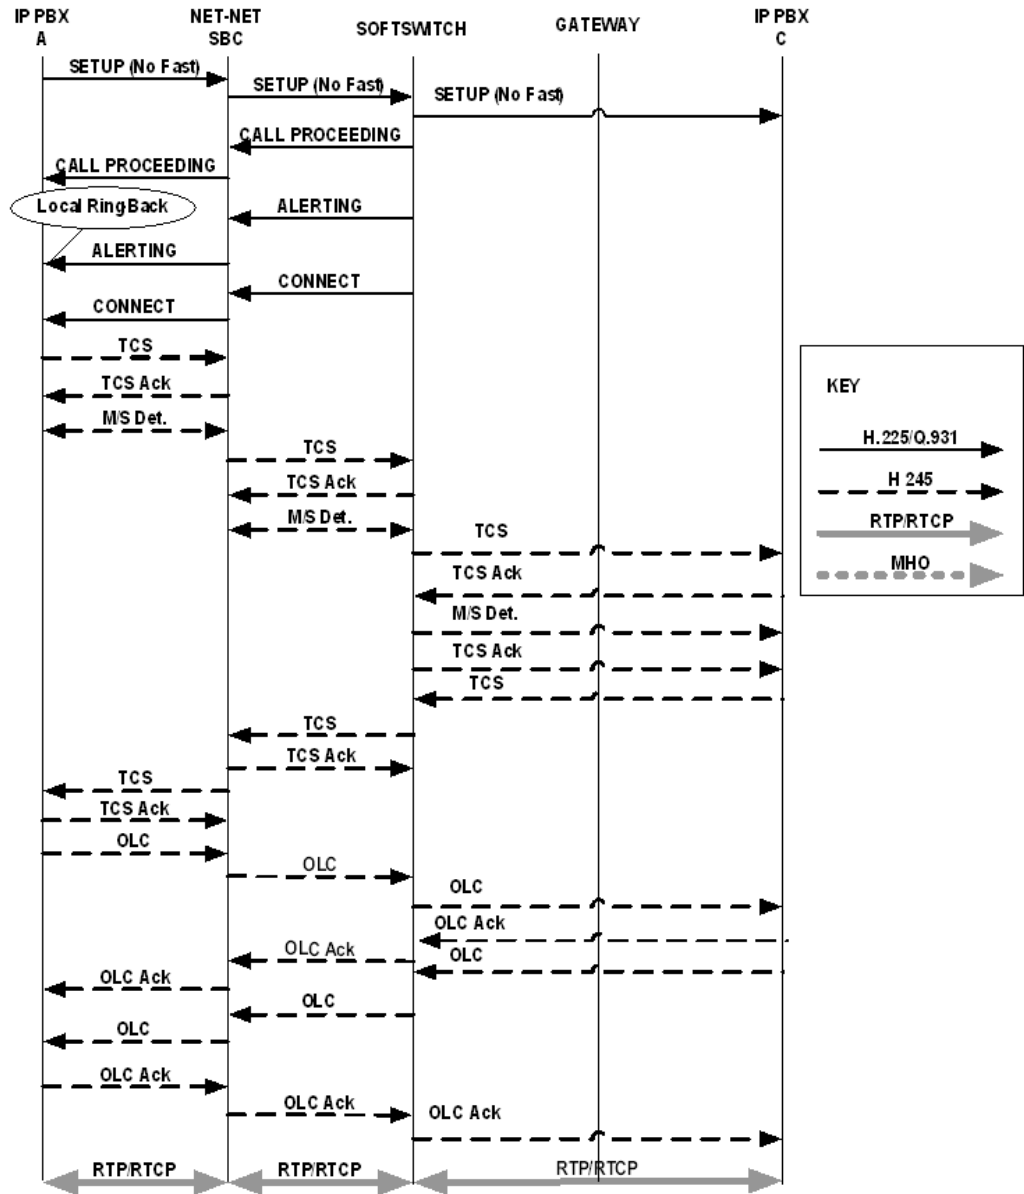 IP PBX
A
NET-NET
SBC
SOFTSWITCH
GATEWAY
IP PBX
C
SETUP (No Fast)
SETUP (No Fast)
SETUP (No Fast)
CALL PROCEEDING
CALL PROCEEDING
Local RingBack
ALERTING
ALERTING
CONNECT
CONNECT
TCS
TCS Ack
M/S Det.
TCS
TCS Ack
M/S Det.
TCS
TCS Ack
M/S Det.
TCS Ack
TCS
TCS
TCS Ack
TCS
TCS Ack
OLC
OLC
OLC
OLC Ack
OLC Ack
OLC
OLC Ack
OLC
OLC
OLC Ack
OLC Ack
OLC Ack
RTP/RTCP
RTP/RTCP
RTP/RTCP
KEY
H.225/Q.931
H 245
RTP/RTCP
MHO